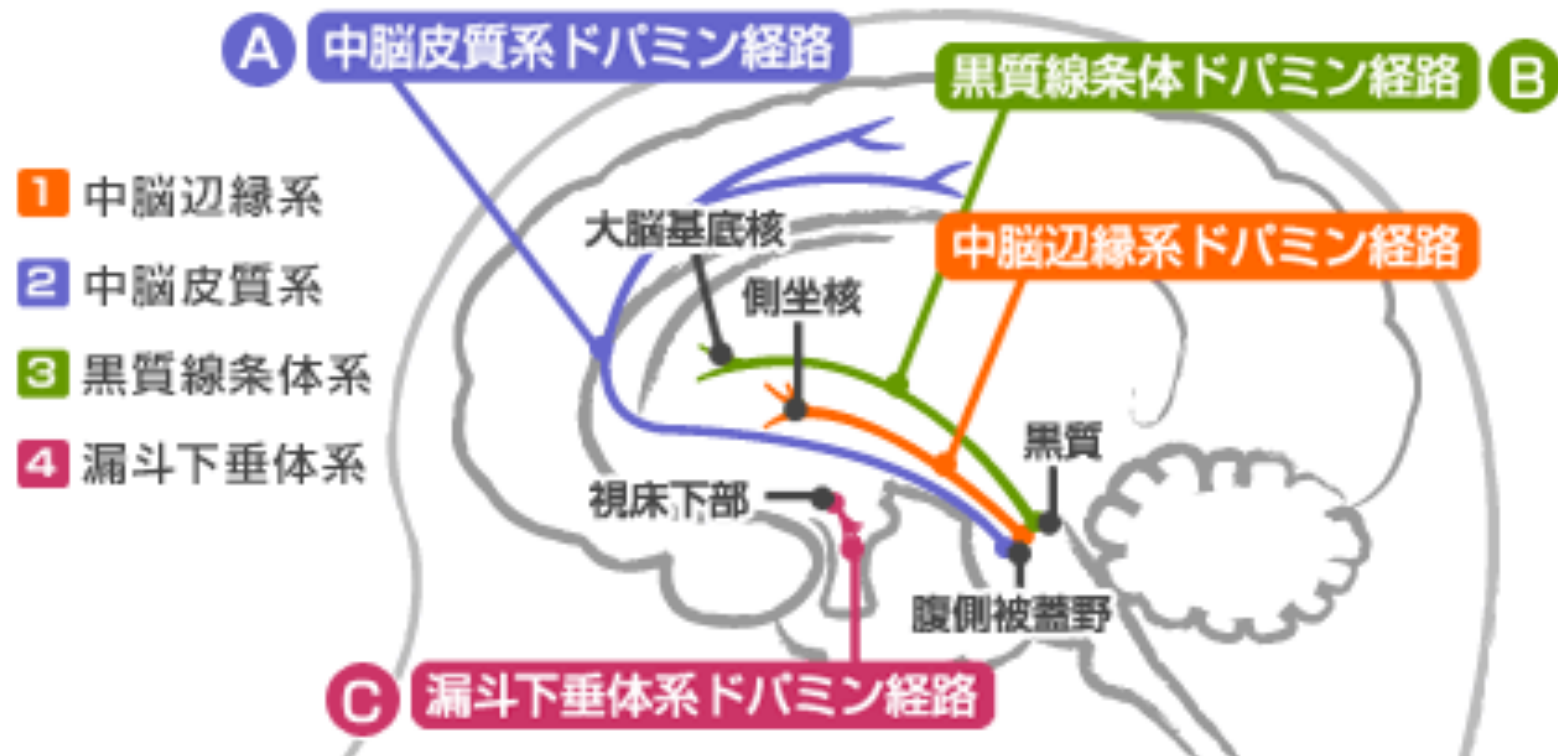 A 中脳皮質系ドパミン経路
黒質線条体ドパミン経路 B
1 中脳辺縁系
大脳基底核
中脳辺縁系ドパミン経路
2 中脳皮質系
側坐核
3 黒質線条体系
黒質
4 漏斗下垂体系
視床下部
腹側被蓋野
C 漏斗下垂体系ドパミン経路